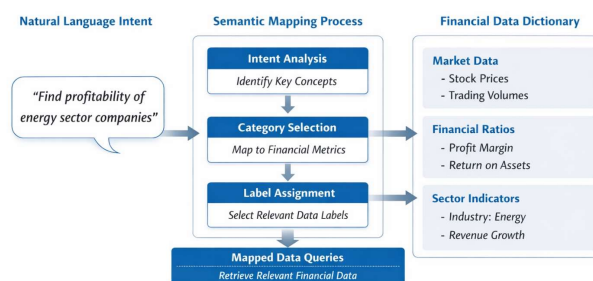 Natural Language Intent
Semantic Mapping Process
Financial Data Dictionary
"Find profitability of
energy sector companies"
Intent Analysis
Identify Key Concepts
Category Selection
Map to Financial Metrics
Label Assignment
Select Relevant Data Labels
Mapped Data Queries
Retrieve Relevant Financial Data
Market Data
- Stock Prices
- Trading Volumes
Financial Ratios
- Profit Margin
- Return on Assets
Sector Indicators
- Industry: Energy
- Revenue Growth